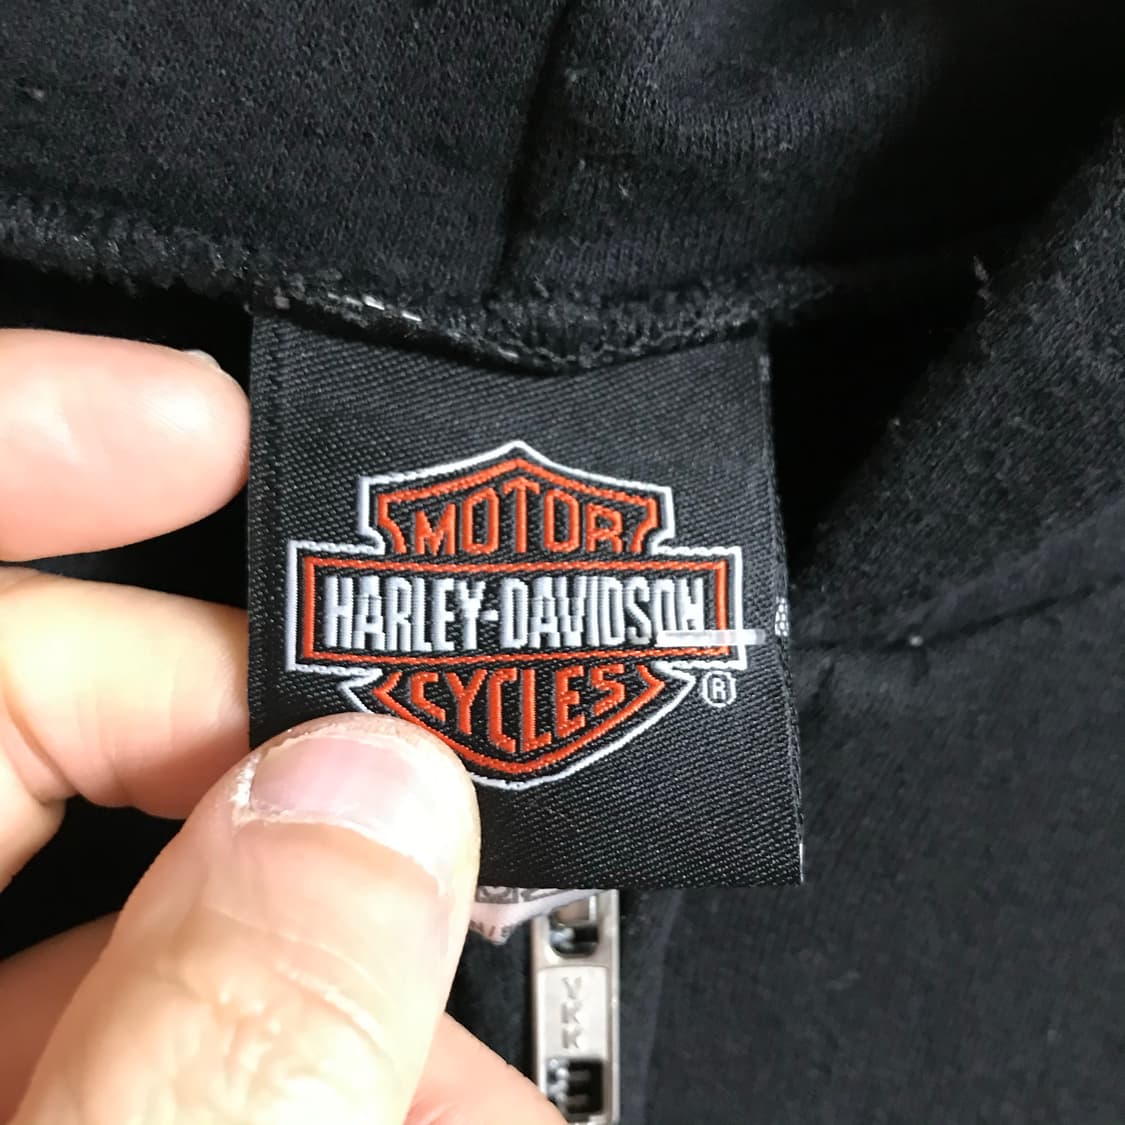 MOTOR
HARLEY-DAVIDSON
CYCLES
®
YKK